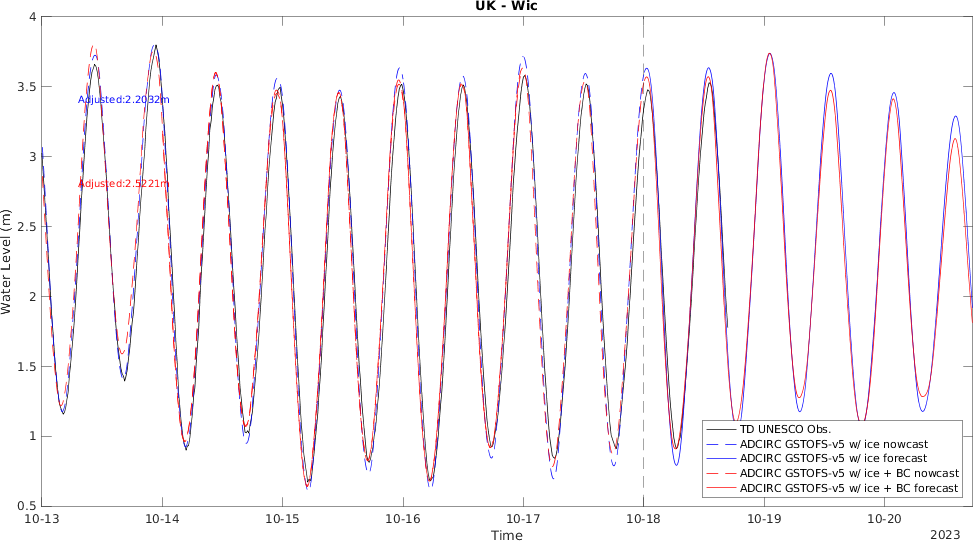 UK - Wic
Water Level (m)
4
3.5
3
2.5
2
1.5
1
0.5
Adjusted:2.2032m
Adjusted:2.5221m
TD UNESCO Obs.
ADCIRC GSTOFS-v5 w/ ice nowcast
ADCIRC GSTOFS-v5 w/ ice forecast
ADCIRC GSTOFS-v5 w/ ice + BC nowcast
ADCIRC GSTOFS-v5 w/ ice + BC forecast
10-13 10-14 10-15 10-16 10-17 10-18 10-19 10-20
Time
2023